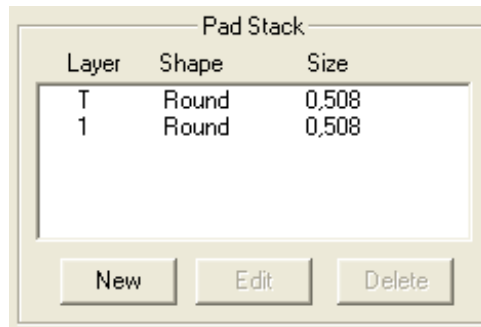 Pad Stack
Layer Shape Size
T Round 0,508
1 Round 0,508
New Edit Delete